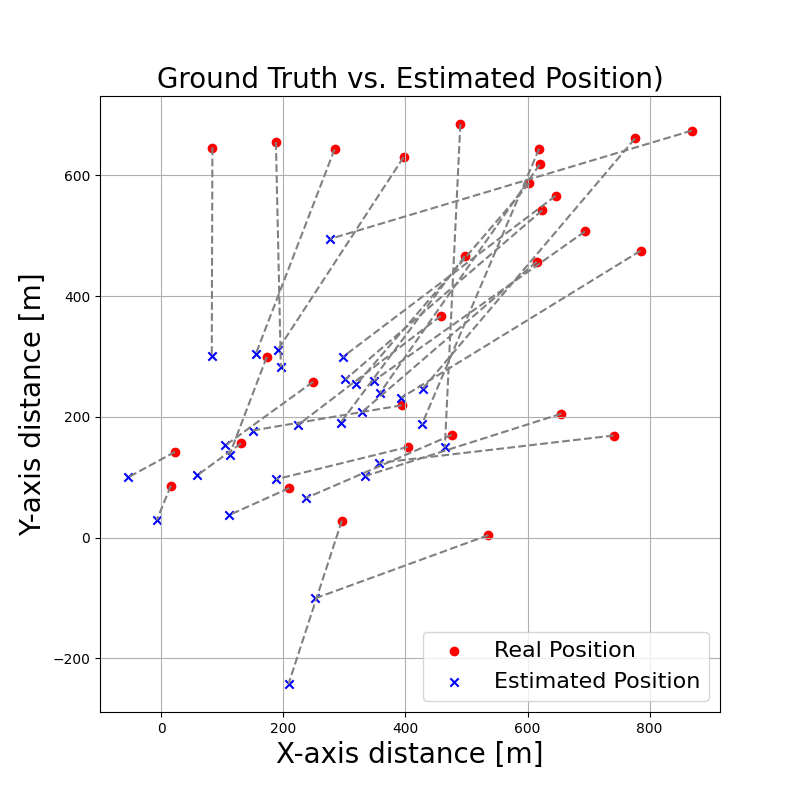 Ground Truth vs. Estimated Position)
Y-axis distance [m]
600
400
200
0
−200
0 200 400 600 800
X-axis distance [m]
Real Position
Estimated Position